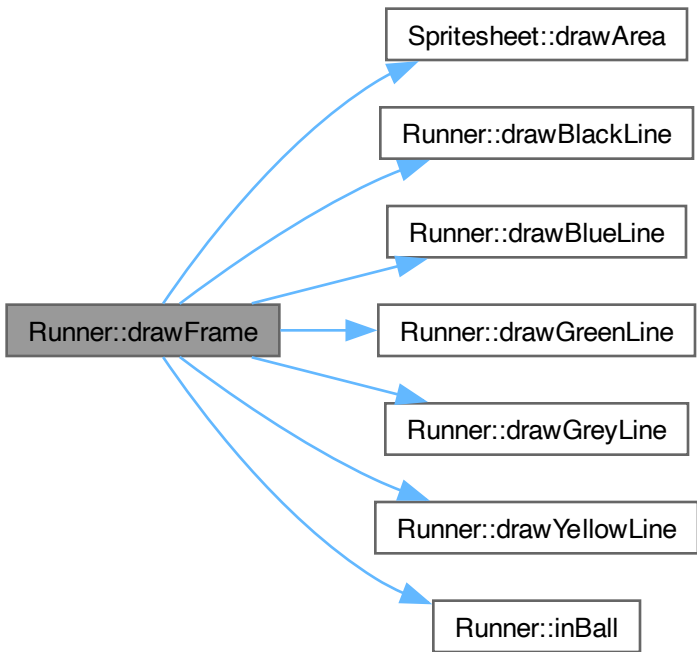 Spritesheet::drawArea
Runner::drawBlackLine
Runner::drawBlueLine
Runner::drawFrame
Runner::drawGreenLine
Runner::drawGreyLine
Runner::drawYellowLine
Runner::inBall